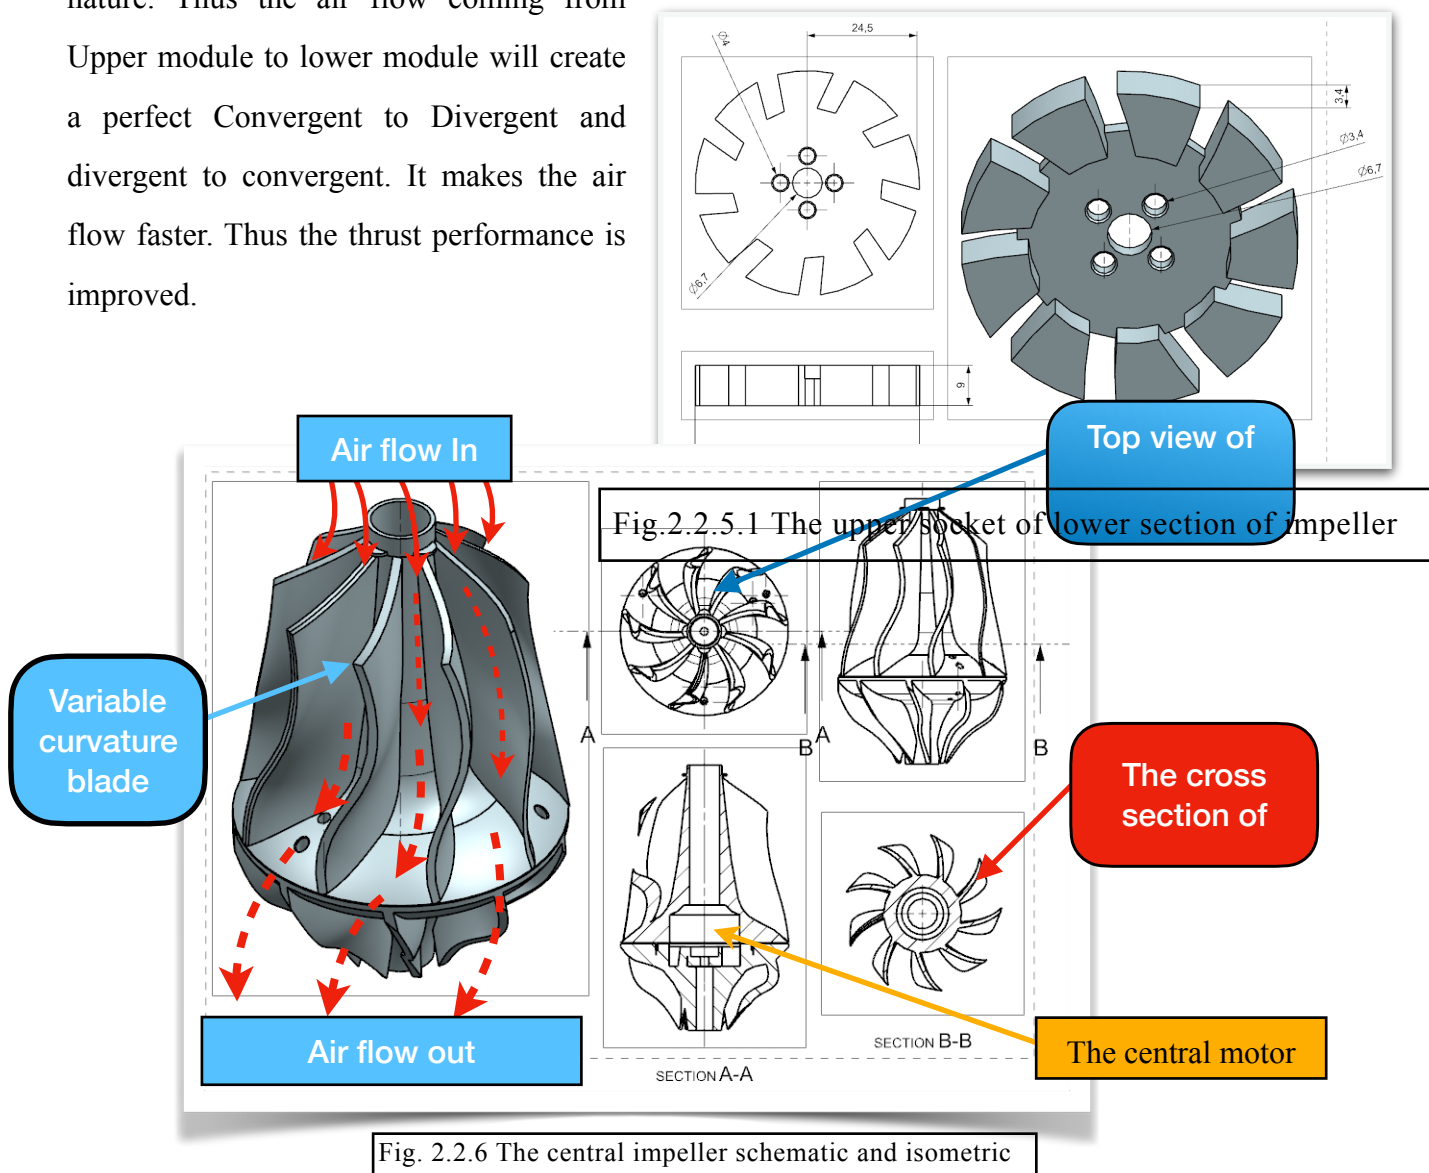 nature. Thus the air flow coming from
Upper module to lower module will create
a perfect Convergent to Divergent and
divergent to convergent. It makes the air
flow faster. Thus the thrust performance is
improved.
24,5
Ø4
Ø6,7
3,4
Ø3,4
Ø6,7
9
Top view of
Fig.2.2.5.1 The upper socket of lower section of impeller
Air flow In
Variable
curvature
blade
A
B
A
B
The cross
section of
Air flow out
SECTION A-A
SECTION B-B
The central motor
Fig. 2.2.6 The central impeller schematic and isometric